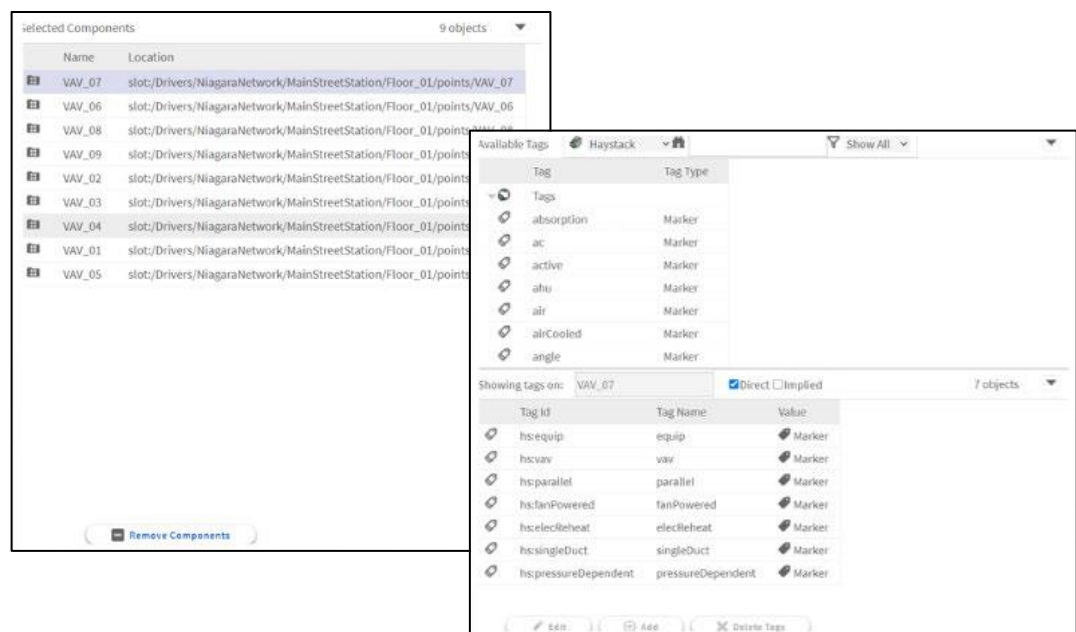 Selected Components 9 objects
Name Location
VAV_07 slot:/Drivers/NiagaraNetwork/MainStreetStation/Floor_01/points/VAV_07
VAV_06 slot:/Drivers/NiagaraNetwork/MainStreetStation/Floor_01/points/VAV_06
VAV_08 slot:/Drivers/NiagaraNetwork/MainStreetStation/Floor_01/points/VAV_08
VAV_09 slot:/Drivers/NiagaraNetwork/MainStreetStation/Floor_01/points
VAV_02 slot:/Drivers/NiagaraNetwork/MainStreetStation/Floor_01/points
VAV_03 slot:/Drivers/NiagaraNetwork/MainStreetStation/Floor_01/points
VAV_04 slot:/Drivers/NiagaraNetwork/MainStreetStation/Floor_01/points
VAV_01 slot:/Drivers/NiagaraNetwork/MainStreetStation/Floor_01/points
VAV_05 slot:/Drivers/NiagaraNetwork/MainStreetStation/Floor_01/points
Remove Components
Available Tags Haystack Show All
Tag Tag Type
Tags
absorption Marker
ac Marker
active Marker
ahu Marker
air Marker
airCooled Marker
angle Marker
Showing tags on: VAV_07 Direct Implied 7 objects
Tag Id Tag Name Value
hs:equip equip Marker
hs:vav vav Marker
hs:parallel parallel Marker
hs:fanPowered fanPowered Marker
hs:elecReheat elecReheat Marker
hs:singleDuct singleDuct Marker
hs:pressureDependent pressureDependent Marker
Edit Add Delete Tags